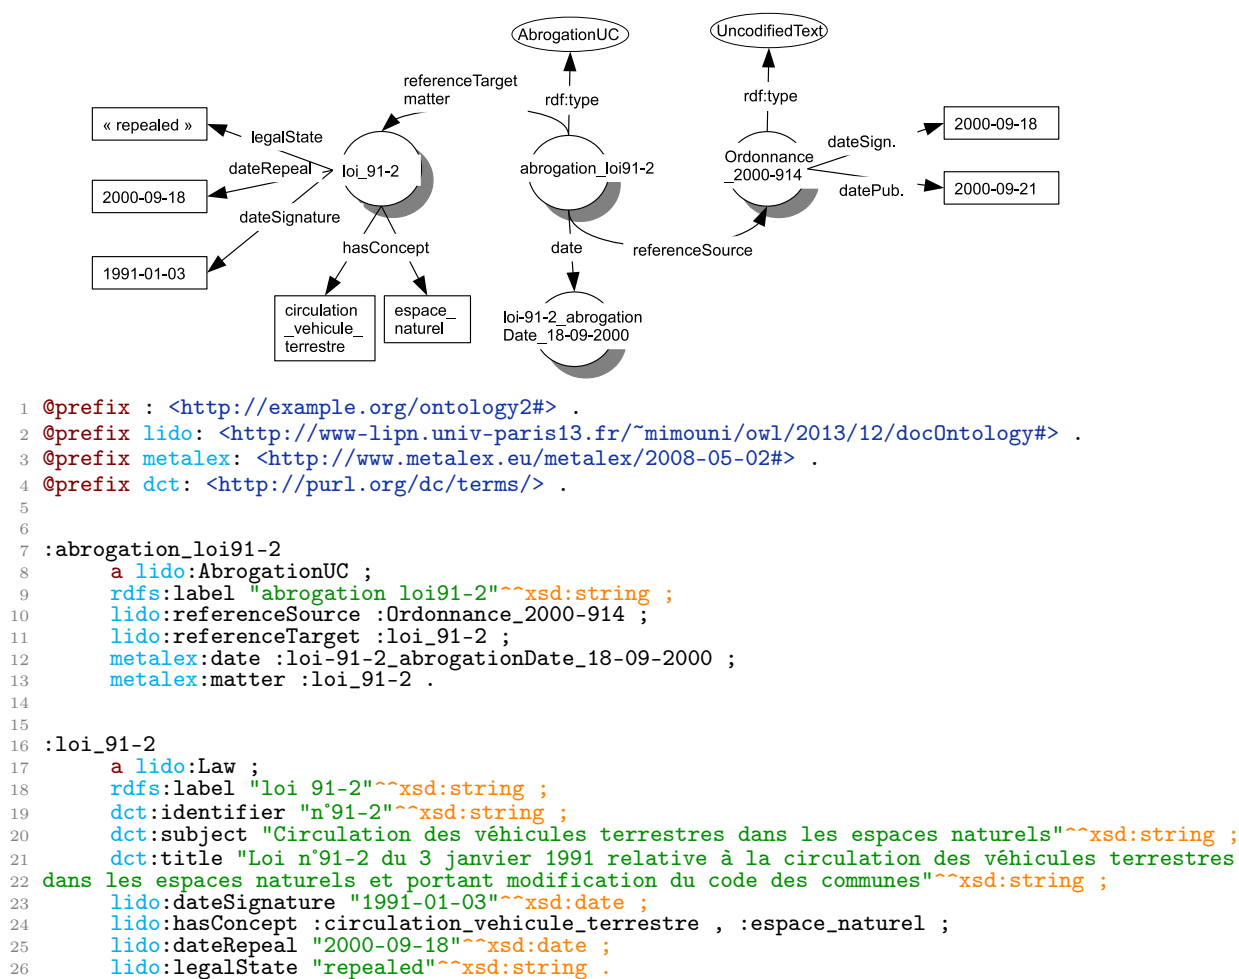 AbrogationUC
UncodifiedText
referenceTarget
matter
rdf:type
rdf:type
« repealed »
legalState
dateRepeal
loi_91-2
abrogation_loi91-2
Ordonnance
_2000-914
dateSign.
2000-09-18
datePub.
2000-09-21
2000-09-18
dateSignature
hasConcept
date
referenceSource
1991-01-03
circulation
_vehicule_
terrestre
espace_
naturel
loi-91-2_abrogation
Date_18-09-2000
1 @prefix : <http://example.org/ontology2#> .
2 @prefix lido: <http://www-lipn.univ-paris13.fr/~mimouni/owl/2013/12/docOntology#> .
3 @prefix metalex: <http://www.metalex.eu/metalex/2008-05-02#> .
4 @prefix dct: <http://purl.org/dc/terms/> .
5
6
7 :abrogation_loi91-2
8 a lido:AbrogationUC ;
9 rdfs:label "abrogation loi91-2"^^xsd:string ;
10 lido:referenceSource :Ordonnance_2000-914 ;
11 lido:referenceTarget :loi_91-2 ;
12 metalex:date :loi-91-2_abrogationDate_18-09-2000 ;
13 metalex:matter :loi_91-2 .
14
15
16 :loi_91-2
17 a lido:Law ;
18 rdfs:label "loi 91-2"^^xsd:string ;
19 dct:identifier "n°91-2"^^xsd:string ;
20 dct:subject "Circulation des véhicules terrestres dans les espaces naturels"^^xsd:string ;
21 dct:title "Loi n°91-2 du 3 janvier 1991 relative à la circulation des véhicules terrestres
22 dans les espaces naturels et portant modification du code des communes"^^xsd:string ;
23 lido:dateSignature "1991-01-03"^^xsd:date ;
24 lido:hasConcept :circulation_vehicule_terrestre , :espace_naturel ;
25 lido:dateRepeal "2000-09-18"^^xsd:date ;
26 lido:legalState "repealed"^^xsd:string .